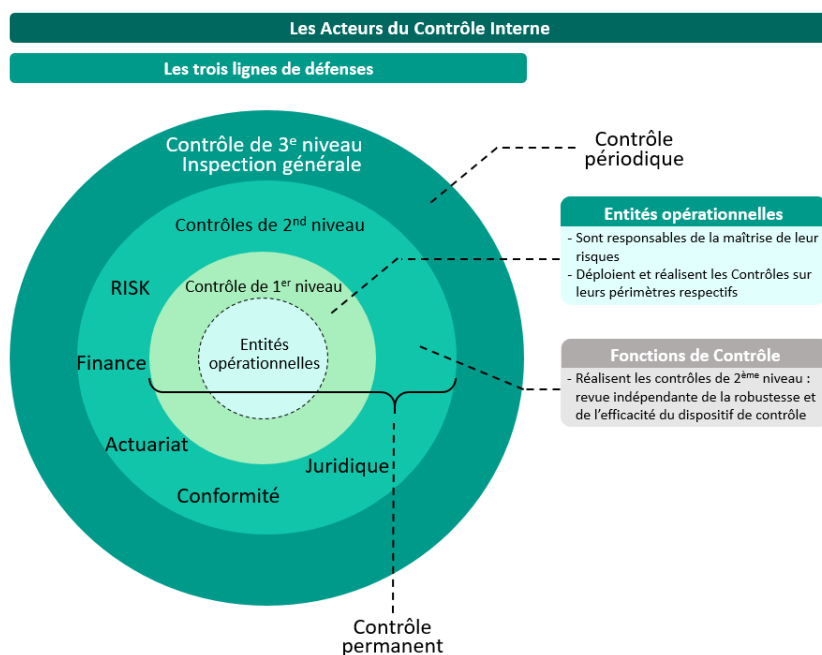 Les Acteurs du Contrôle Interne
Les trois lignes de défenses
Contrôle de 3e niveau
Inspection générale
Contrôle
périodique
Contrôles de 2nd niveau
Entités opérationnelles
- Sont responsables de la maîtrise de leur
risques
- Déploient et réalisent les Contrôles sur
leurs périmètres respectifs
RISK
Contrôle de 1er niveau
Entités
opérationnelles
Finance
Fonctions de Contrôle
- Réalisent les contrôles de 2ème niveau :
revue indépendante de la robustesse et
de l'efficacité du dispositif de contrôle
Actuariat
Juridique
Conformité
Contrôle
permanent